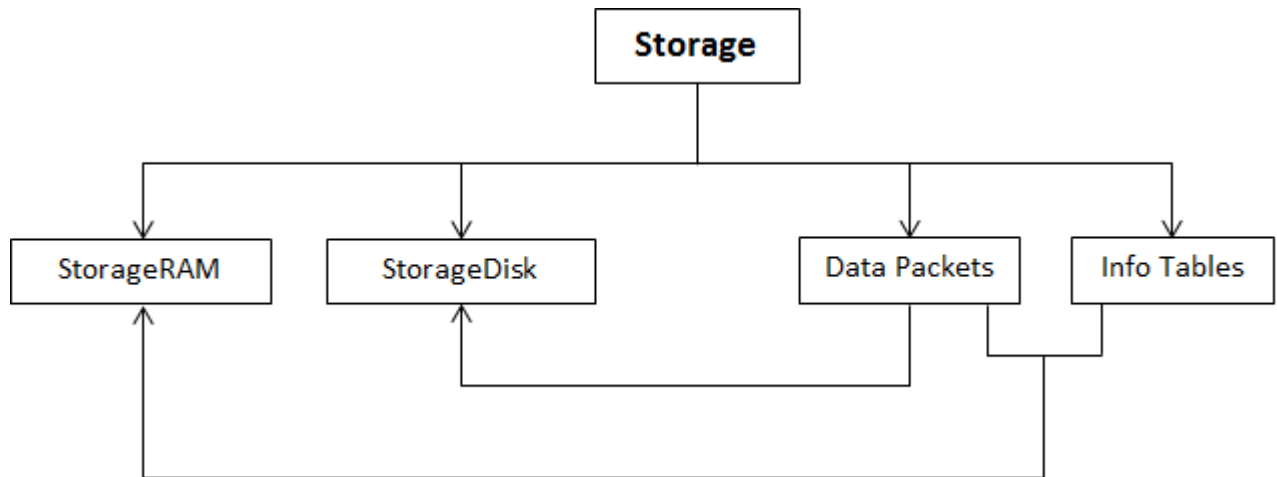 Storage
StorageRAM
StorageDisk
Data Packets
Info Tables